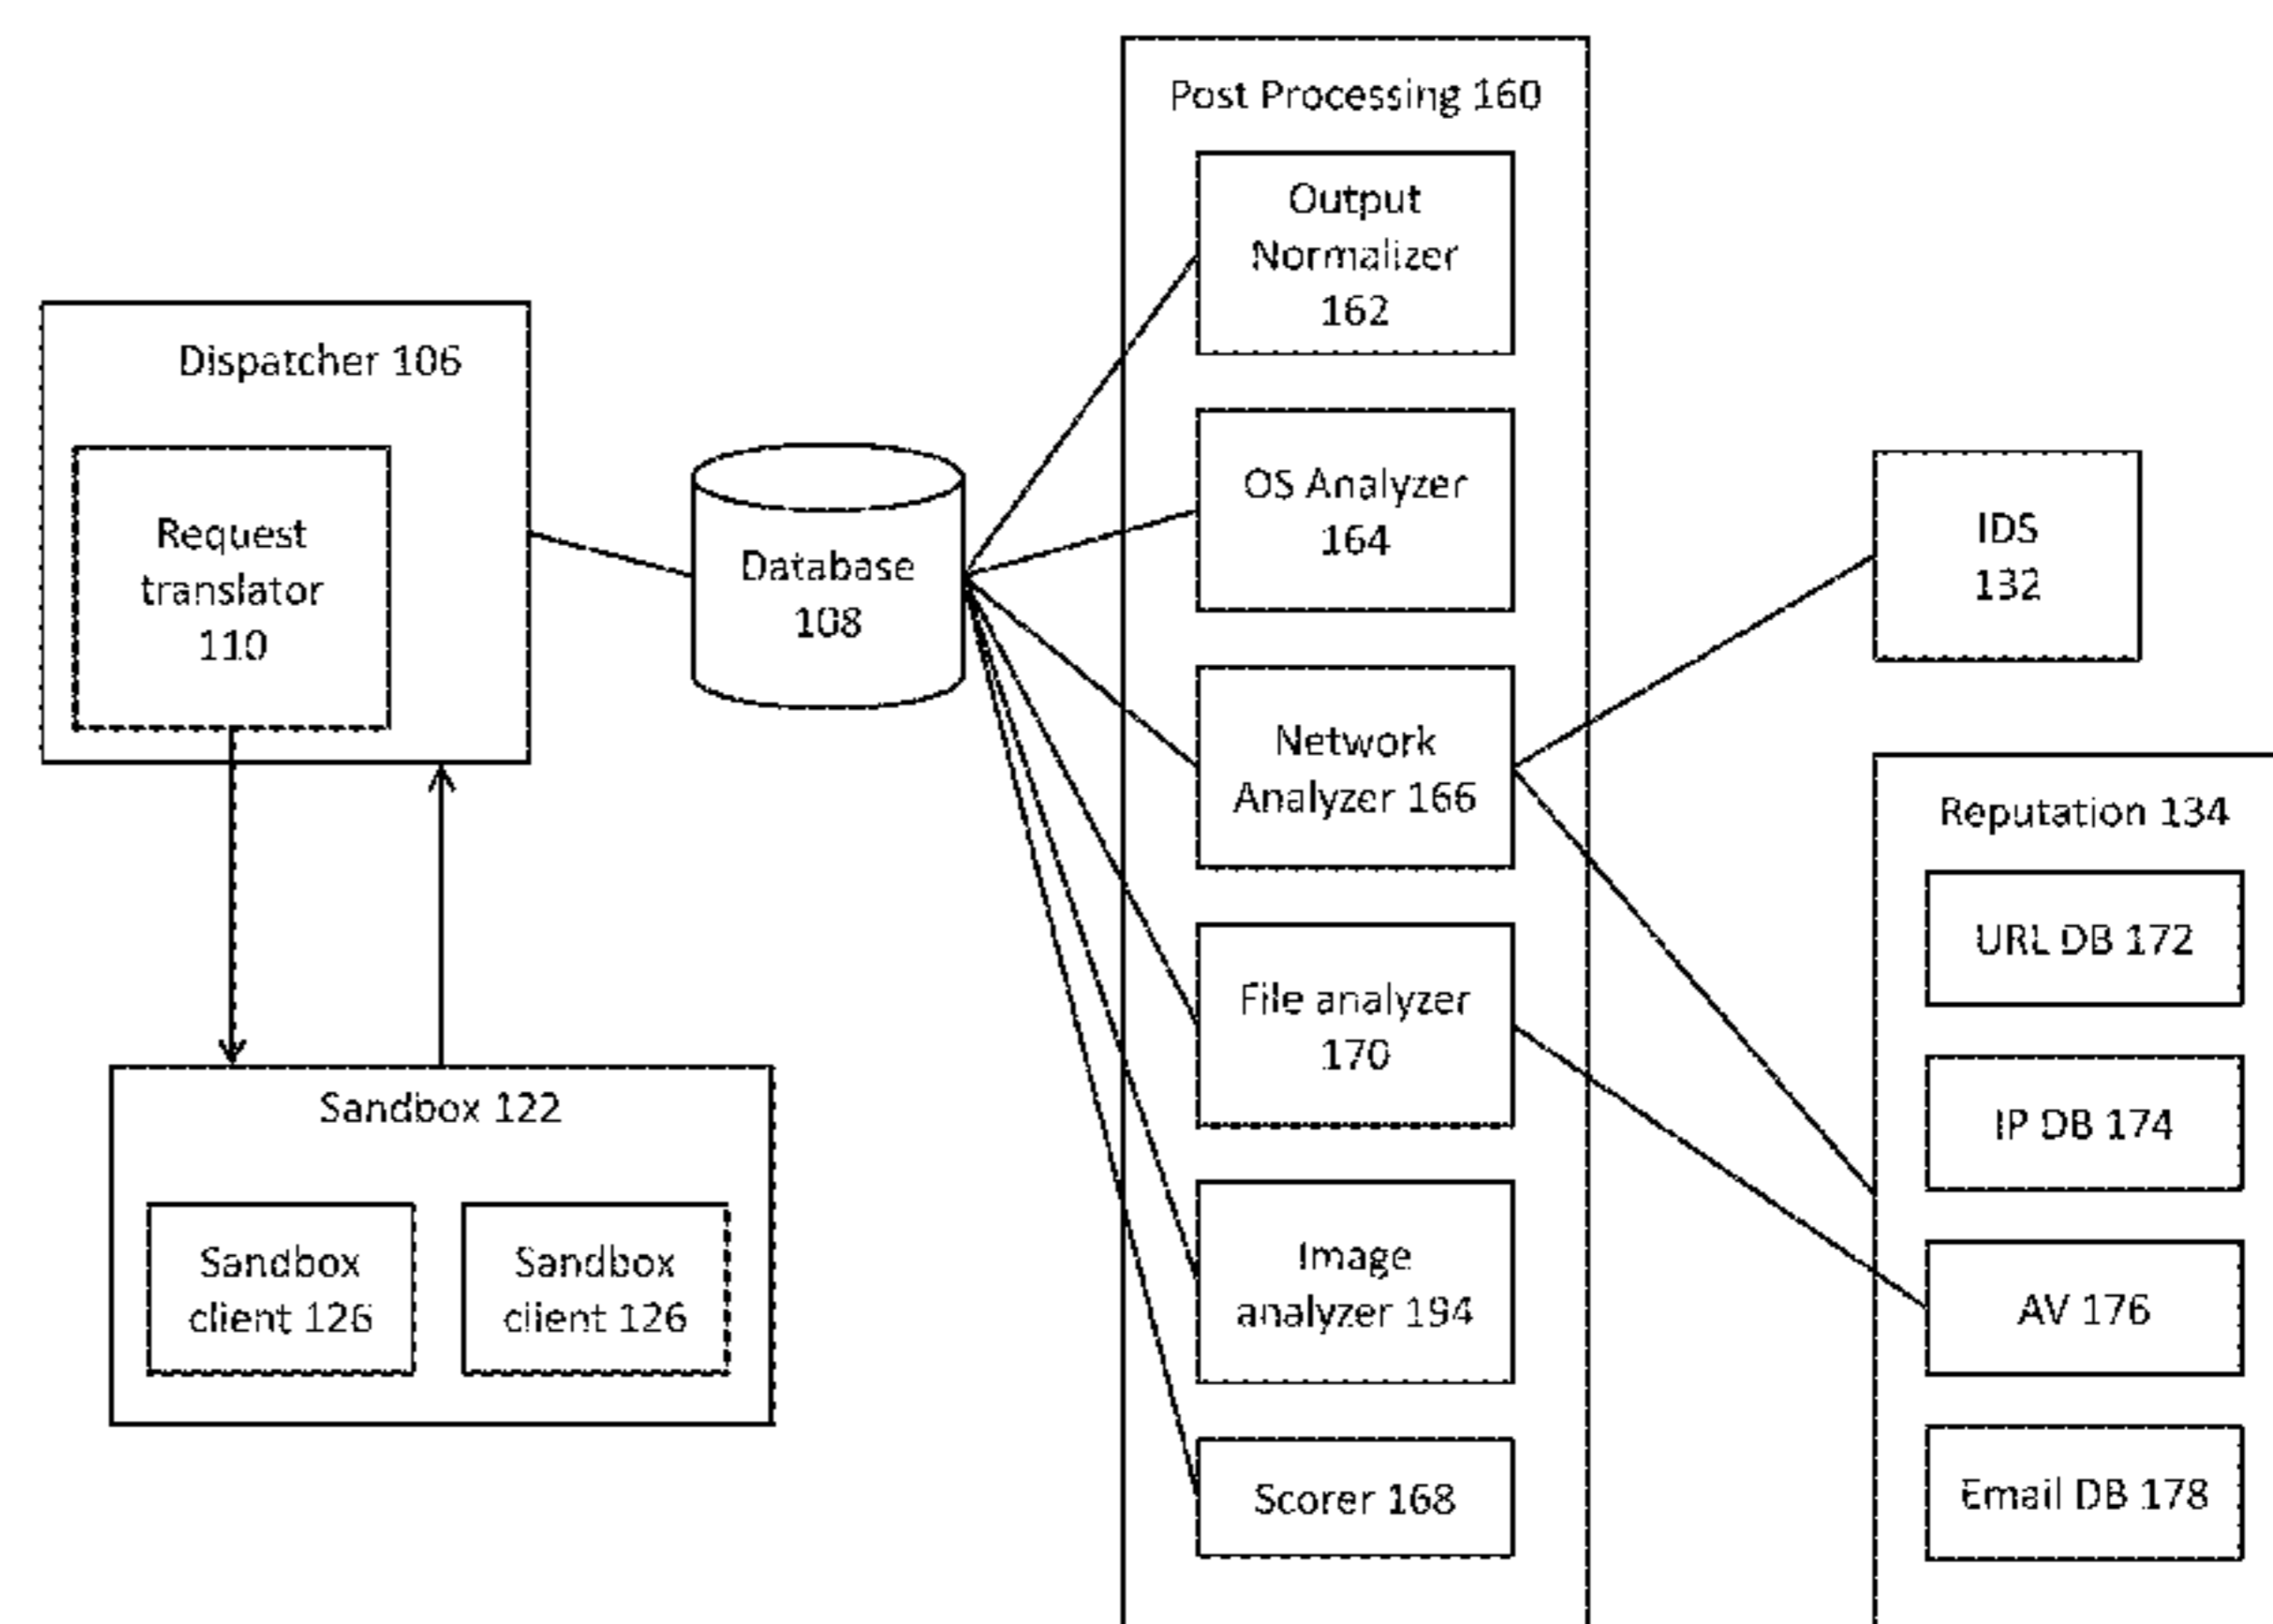 Post Processing 160
Output
Normalizer
162
Dispatcher 106
Request
translator
110
Database
108
OS Analyzer
164
IDS
132
Network
Analyzer 166
Reputation 134
URL DB 172
File analyzer
170
IP DB 174
Sandbox 122
Sandbox
client 126
Sandbox
client 126
Image
analyzer 194
AV 176
Scorer 168
Email DB 178